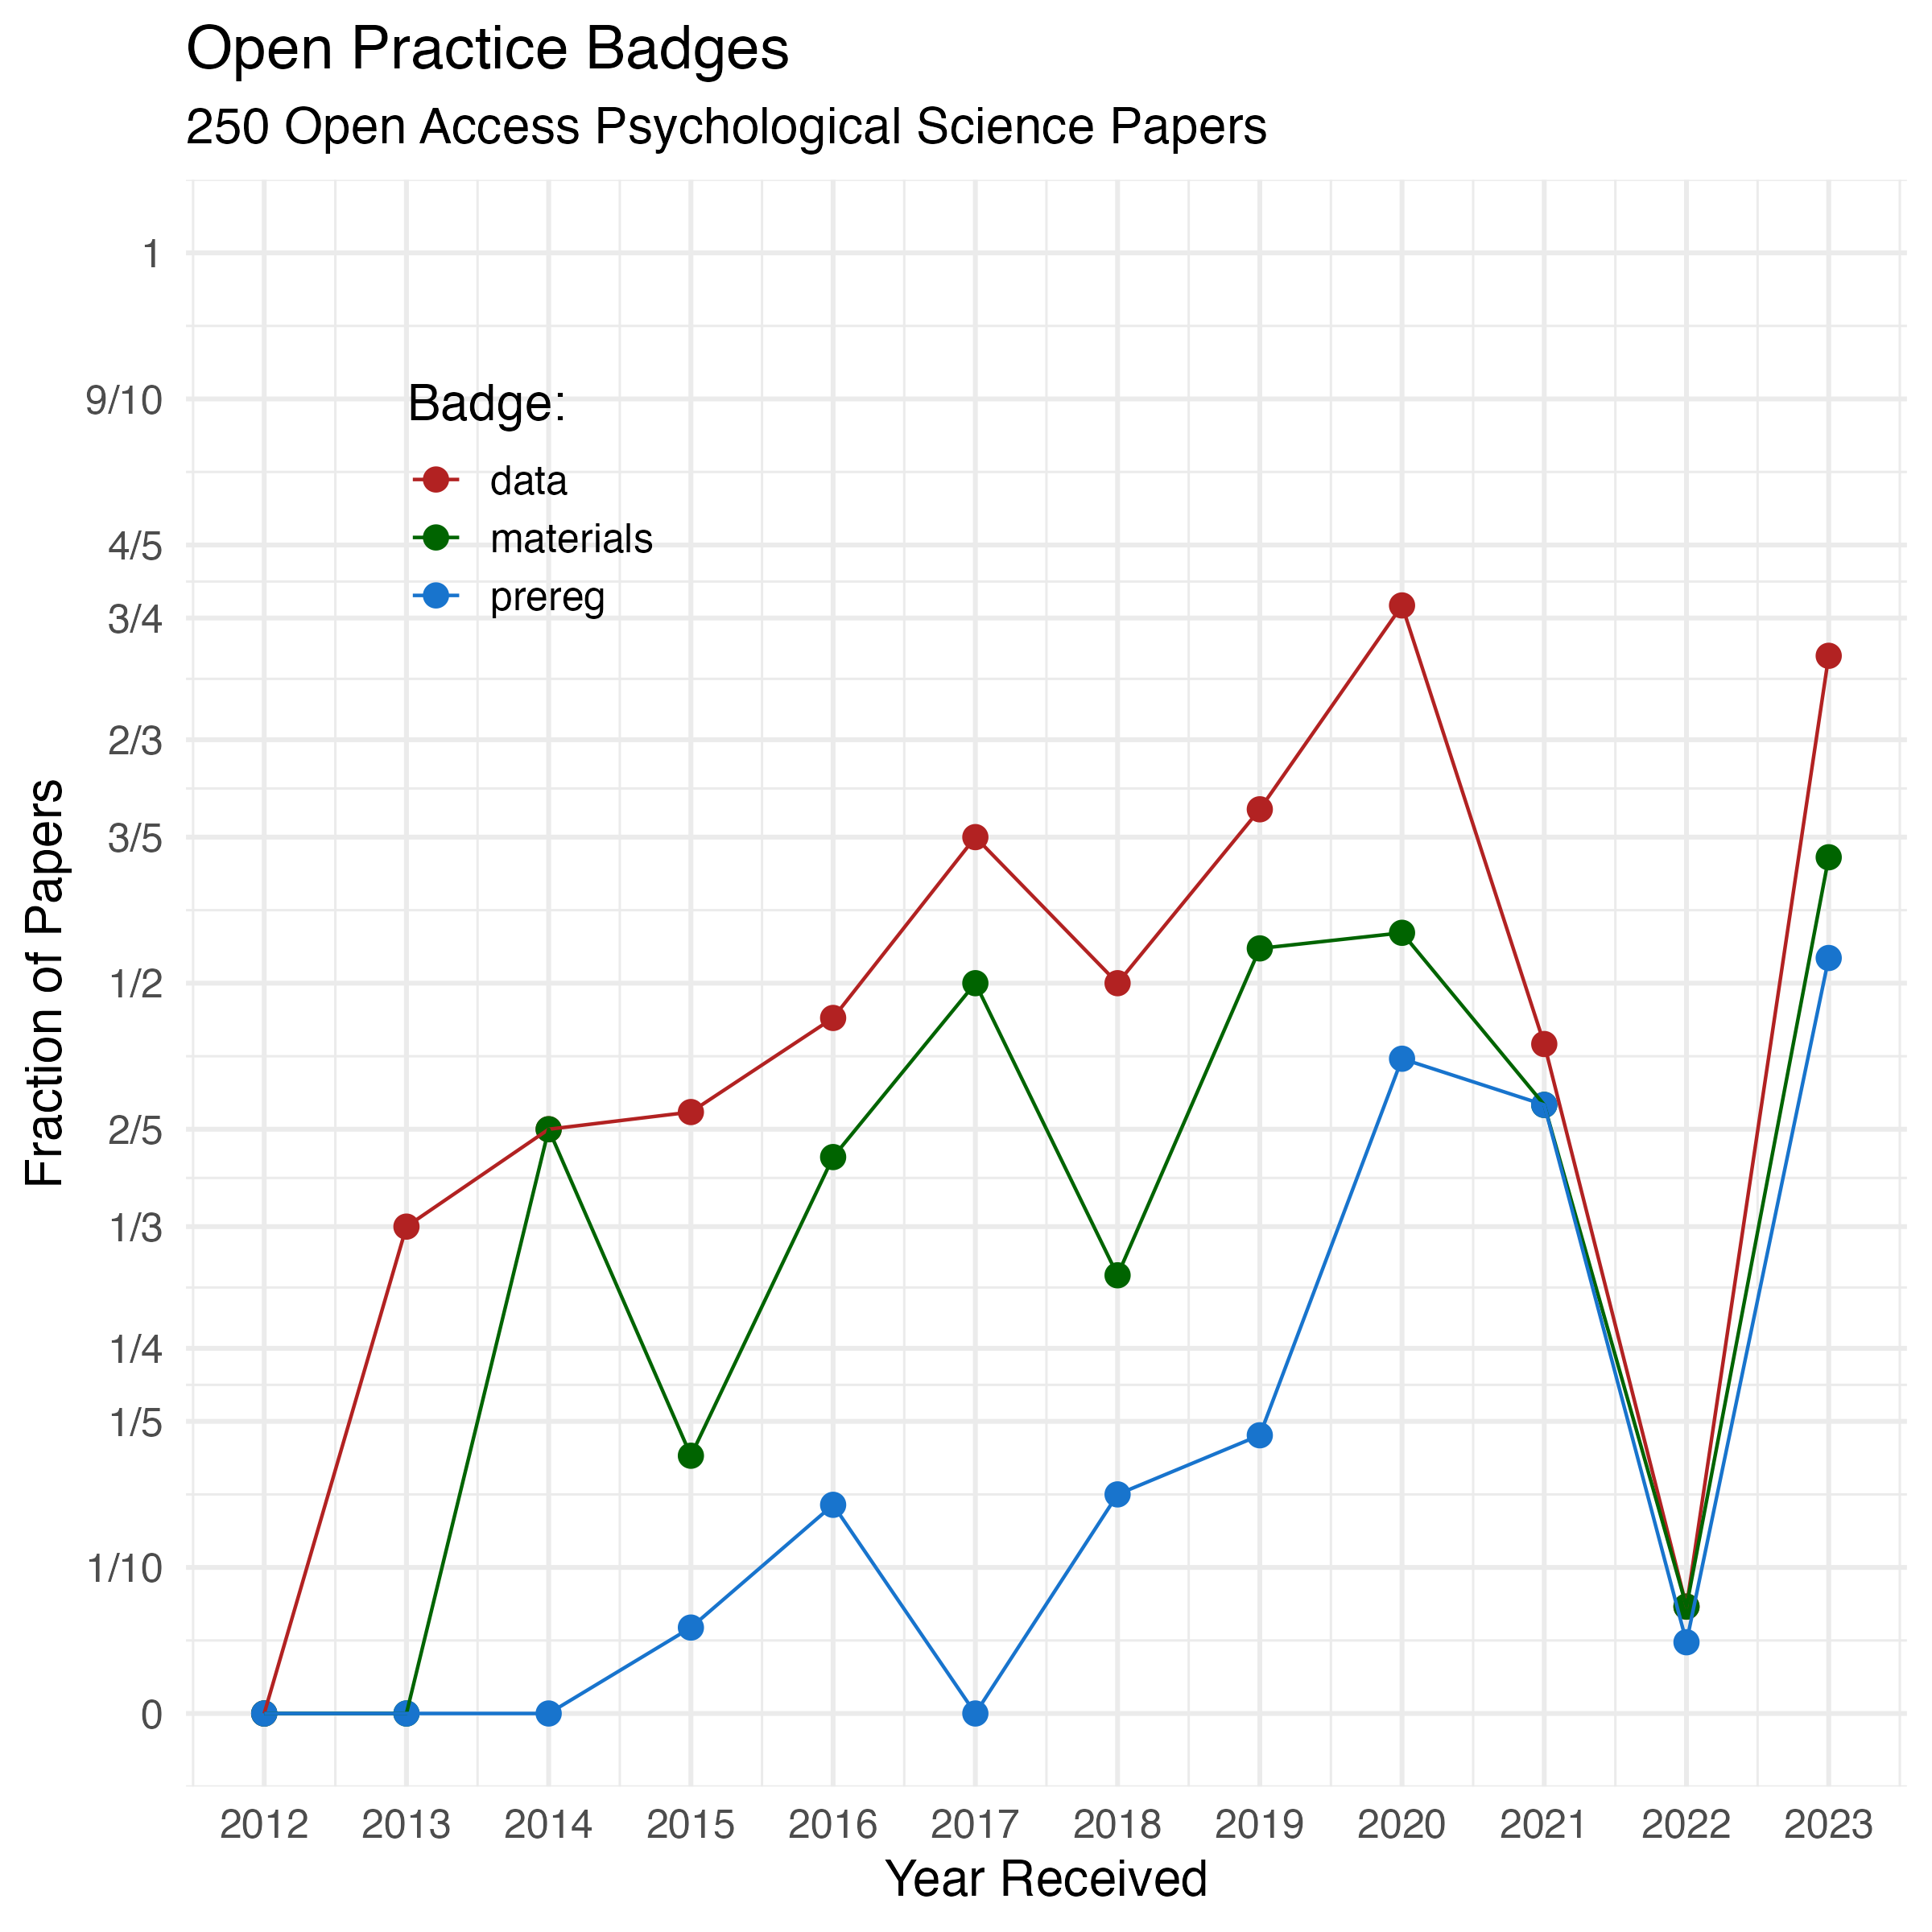 Open Practice Badges
250 Open Access Psychological Science Papers
1
9/10
4/5
3/4
2/3
3/5
1/2
2/5
1/3
1/4
1/5
1/10
0
Fraction of Papers
Badge:
data
materials
prereg
2012 2013 2014 2015 2016 2017 2018 2019 2020 2021 2022 2023
Year Received